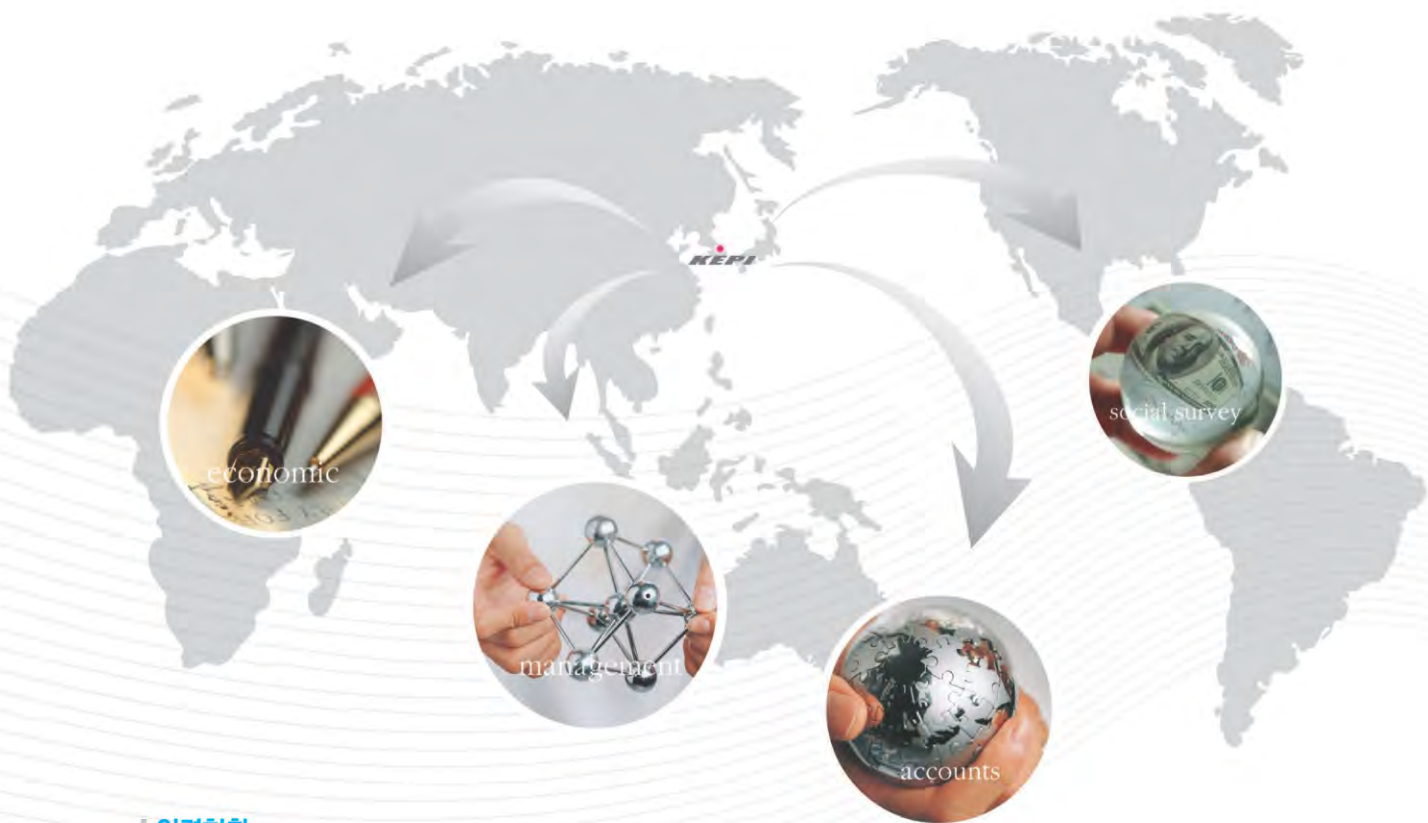 KEPI
social survey
economic
management
accounts